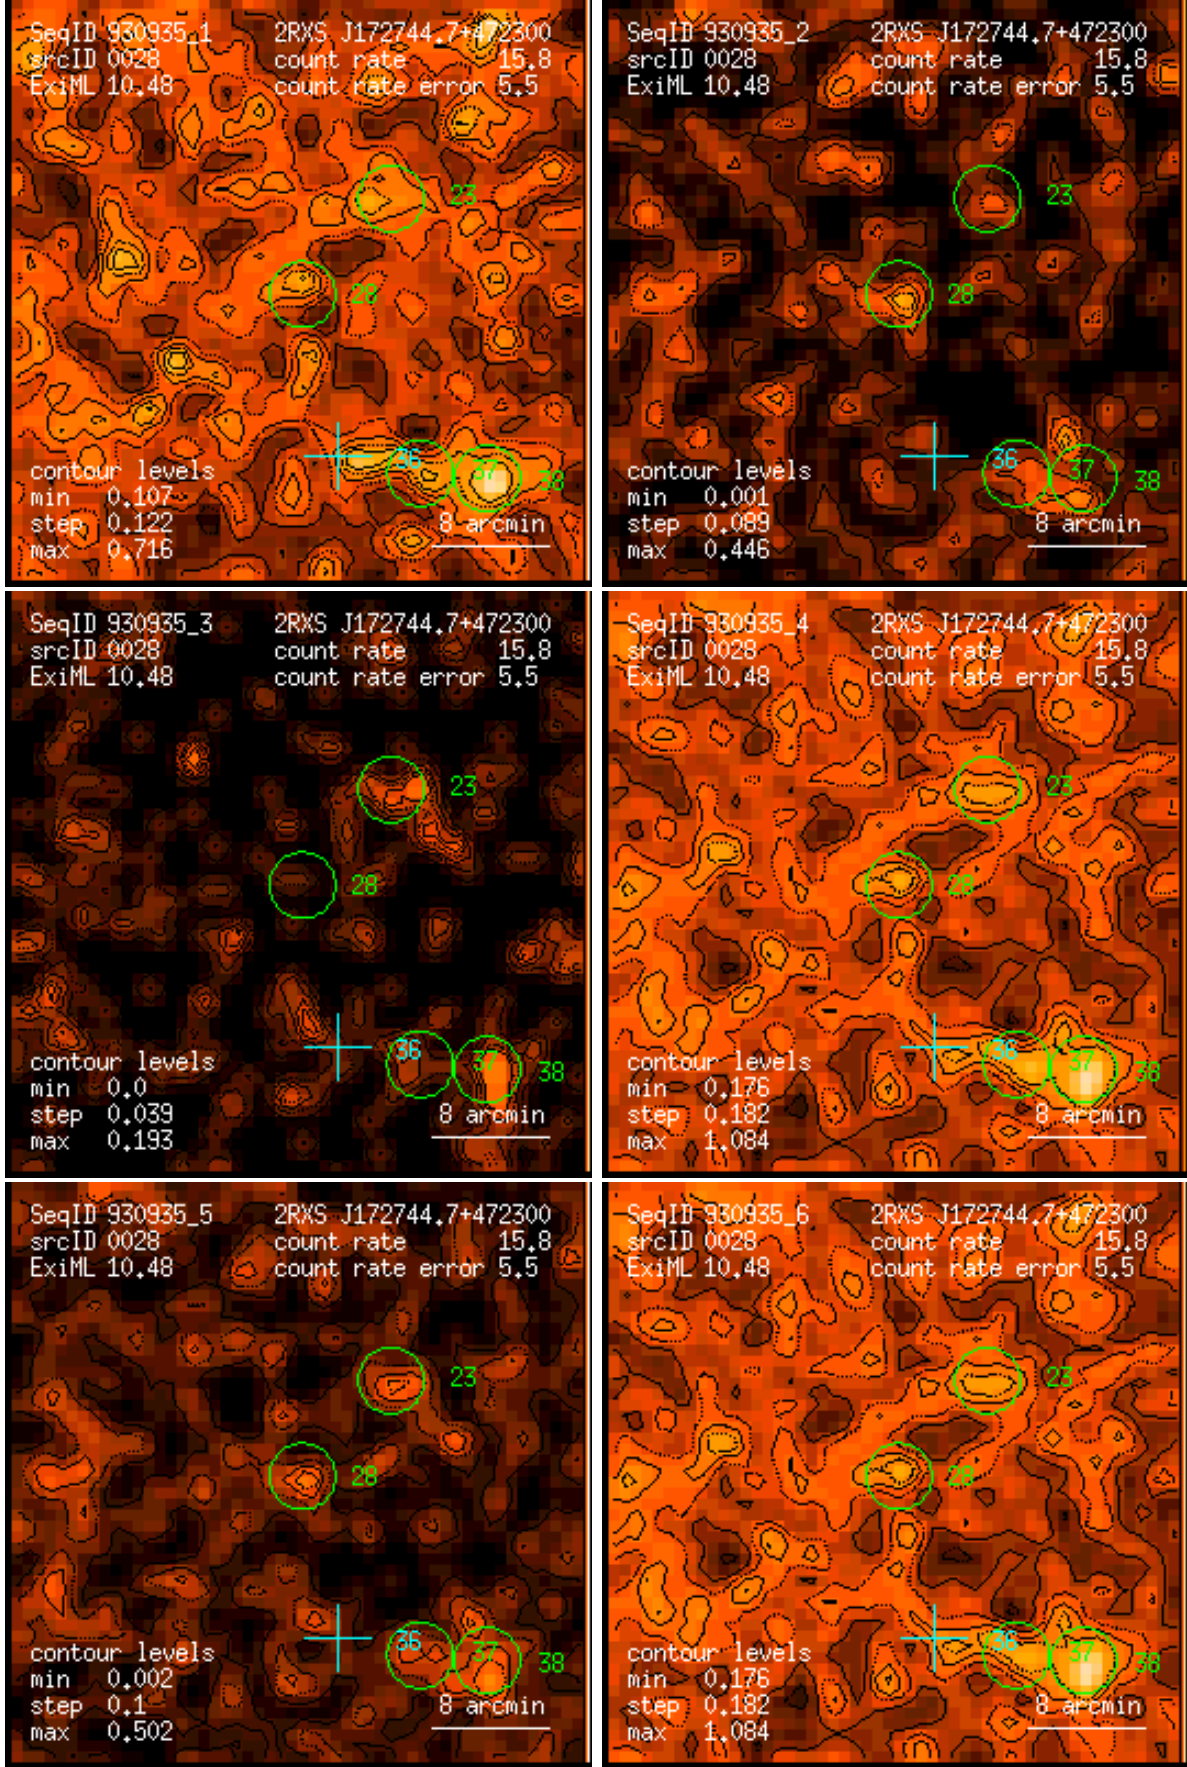 SeqID 930935_1 2RXS J172744.7+472300
srcID 0028 count rate 15.8
ExiML 10.48 count rate error 5.5
23
28
36 37 38
contour levels
min 0.107
step 0.122 8 arcmin
max 0.716
SeqID 930935_2 2RXS J172744.7+472300
srcID 0028 count rate 15.8
ExiML 10.48 count rate error 5.5
23
28
36 37 38
contour levels
min 0.001
step 0.089 8 arcmin
max 0.446
SeqID 930935_3 2RXS J172744.7+472300
srcID 0028 count rate 15.8
ExiML 10.48 count rate error 5.5
23
28
36 37 38
contour levels
min 0.0
step 0.039 8 arcmin
max 0.193
SeqID 930935_4 2RXS J172744.7+472300
srcID 0028 count rate 15.8
ExiML 10.48 count rate error 5.5
23
28
36 37 38
contour levels
min 0.176
step 0.182 8 arcmin
max 1.084
SeqID 930935_5 2RXS J172744.7+472300
srcID 0028 count rate 15.8
ExiML 10.48 count rate error 5.5
23
28
36 37 38
contour levels
min 0.002
step 0.1 8 arcmin
max 0.502
SeqID 930935_6 2RXS J172744.7+472300
srcID 0028 count rate 15.8
ExiML 10.48 count rate error 5.5
23
28
36 37 38
contour levels
min 0.176
step 0.182 8 arcmin
max 1.084